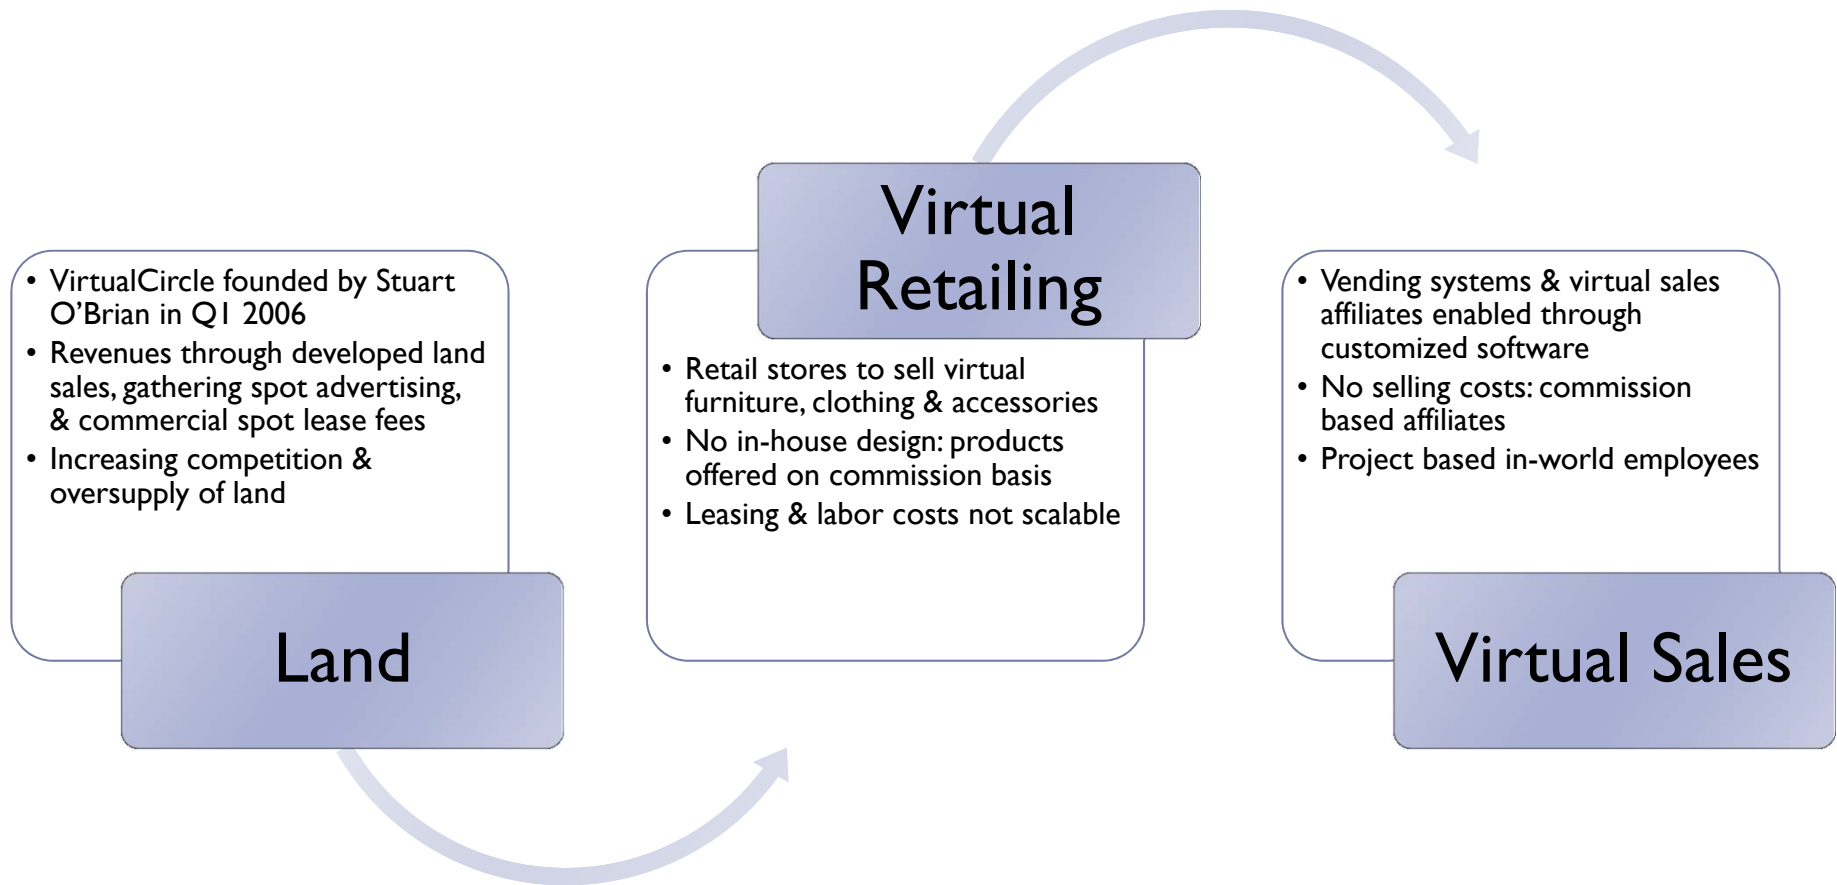 • VirtualCircle founded by Stuart
O’Brian in Q1 2006
• Revenues through developed land
sales, gathering spot advertising,
& commercial spot lease fees
• Increasing competition &
oversupply of land
Land
Virtual
Retailing
• Retail stores to sell virtual
furniture, clothing & accessories
• No in-house design: products
offered on commission basis
• Leasing & labor costs not scalable
• Vending systems & virtual sales
affiliates enabled through
customized software
• No selling costs: commission
based affiliates
• Project based in-world employees
Virtual Sales